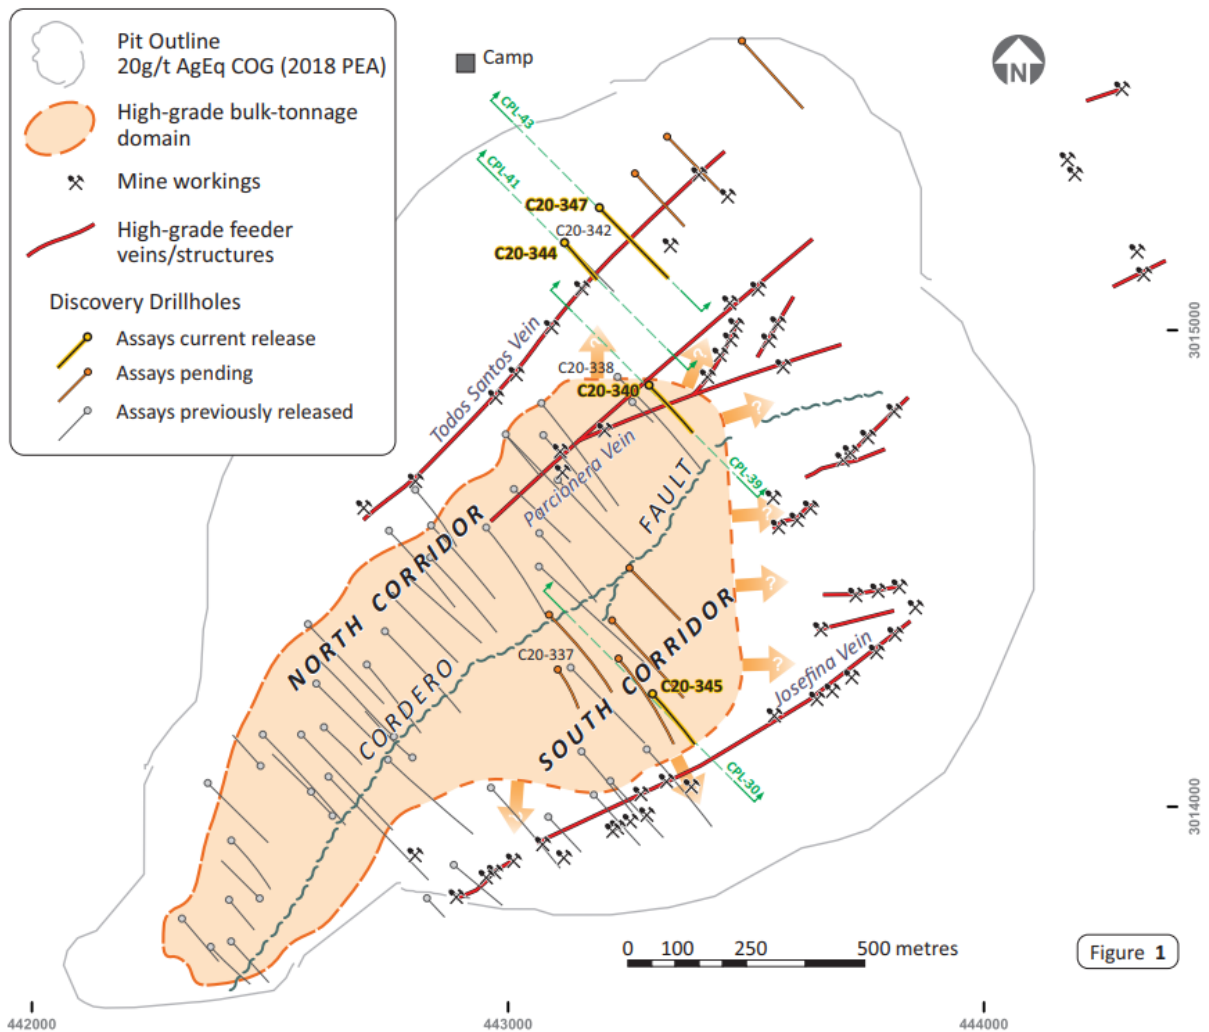 Pit Outline
20g/t AgEq COG (2018 PEA)
High-grade bulk-tonnage
domain
Mine workings
High-grade feeder
veins/structures
Discovery Drillholes
Assays current release
Assays pending
Assays previously released
Camp
N
CPL-43
CPL-41
C20-347
C20-342
C20-344
Todos Santos Vein
C20-338
C20-340
Parcionera Vein
CPL-39
FAULT
NORTH CORRIDOR
CORDERO
C20-337
SOUTH CORRIDOR
C20-345
Josefina Vein
CPL-30
?
?
?
?
?
?
?
?
3015000
3014000
0 100 250 500 metres
Figure 1
442000 443000 444000